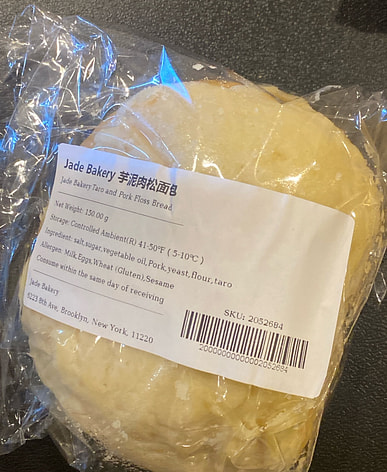 Jade Bakery 芋泥肉松面包
Jade Bakery Taro and Pork Floss Bread
Net Weight: 150.00 g
Storage: Controlled Ambient(R) 41-50°F ( 5-10℃ )
Ingredient: salt,sugar,vegetable oil,Pork,yeast,flour,taro
Allergen: Milk,Eggs,Wheat (Gluten),Sesame
Consume within the same day of receiving
Jade Bakery
6223 8th Ave, Brooklyn, New York, 11220
SKU: 2052684
20000000000002052684